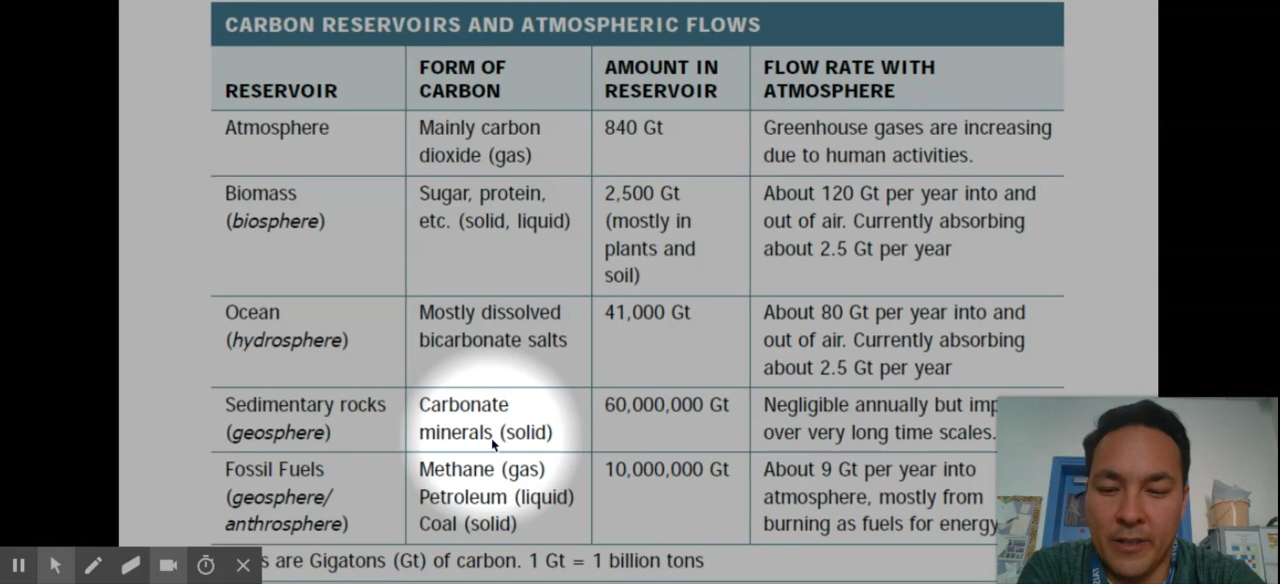 CARBON RESERVOIRS AND ATMOSPHERIC FLOWS
RESERVOIR
FORM OF
CARBON
AMOUNT IN
RESERVOIR
FLOW RATE WITH
ATMOSPHERE
Atmosphere
Mainly carbon
dioxide (gas)
840 Gt
Greenhouse gases are increasing
due to human activities.
Biomass
(biosphere)
Sugar, protein,
etc. (solid, liquid)
2,500 Gt
(mostly in
plants and
soil)
About 120 Gt per year into and
out of air. Currently absorbing
about 2.5 Gt per year
Ocean
(hydrosphere)
Mostly dissolved
bicarbonate salts
41,000 Gt
About 80 Gt per year into and
out of air. Currently absorbing
about 2.5 Gt per year
Sedimentary rocks
(geosphere)
Carbonate
minerals (solid)
60,000,000 Gt
Negligible annually but imp
over very long time scales.
Fossil Fuels
(geosphere/
anthrosphere)
Methane (gas)
Petroleum (liquid)
Coal (solid)
10,000,000 Gt
About 9 Gt per year into
atmosphere, mostly from
burning as fuels for energy
s are Gigatons (Gt) of carbon. 1 Gt = 1 billion tons